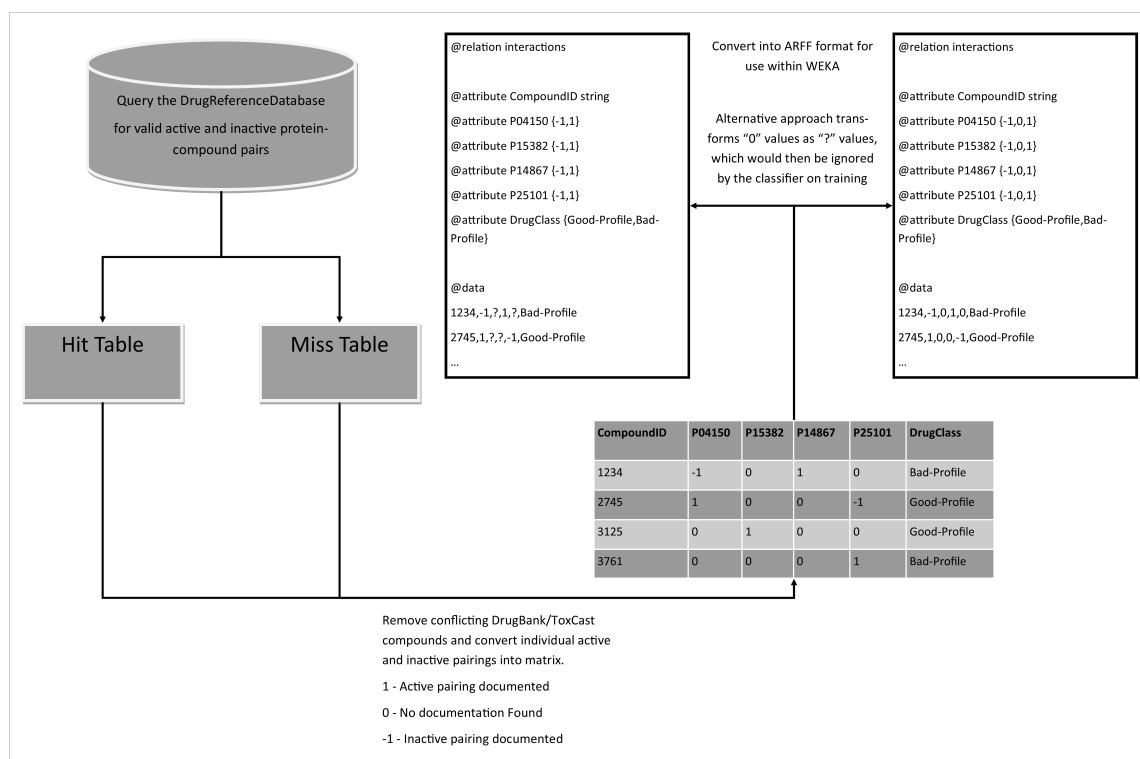 Query the DrugReferenceDatabase
for valid active and inactive protein-
compound pairs
Hit Table
Miss Table
@relation interactions
@attribute CompoundID string
@attribute P04150 {-1,1}
@attribute P15382 {-1,1}
@attribute P14867 {-1,1}
@attribute P25101 {-1,1}
@attribute DrugClass {Good-Profile,Bad-
Profile}
@data
1234,-1,?,1,?,Bad-Profile
2745,1,?,?,-1,Good-Profile
...
Convert into ARFF format for
use within WEKA
Alternative approach trans-
forms “0” values as “?” values,
which would then be ignored
by the classifier on training
@relation interactions
@attribute CompoundID string
@attribute P04150 {-1,0,1}
@attribute P15382 {-1,0,1}
@attribute P14867 {-1,0,1}
@attribute P25101 {-1,0,1}
@attribute DrugClass {Good-Profile,Bad-
Profile}
@data
1234,-1,0,1,0,Bad-Profile
2745,1,0,0,-1,Good-Profile
...
CompoundID P04150 P15382 P14867 P25101 DrugClass
1234 -1 0 1 0 Bad-Profile
2745 1 0 0 -1 Good-Profile
3125 0 1 0 0 Good-Profile
3761 0 0 0 1 Bad-Profile
Remove conflicting DrugBank/ToxCast
compounds and convert individual active
and inactive pairings into matrix.
1 - Active pairing documented
0 - No documentation Found
-1 - Inactive pairing documented